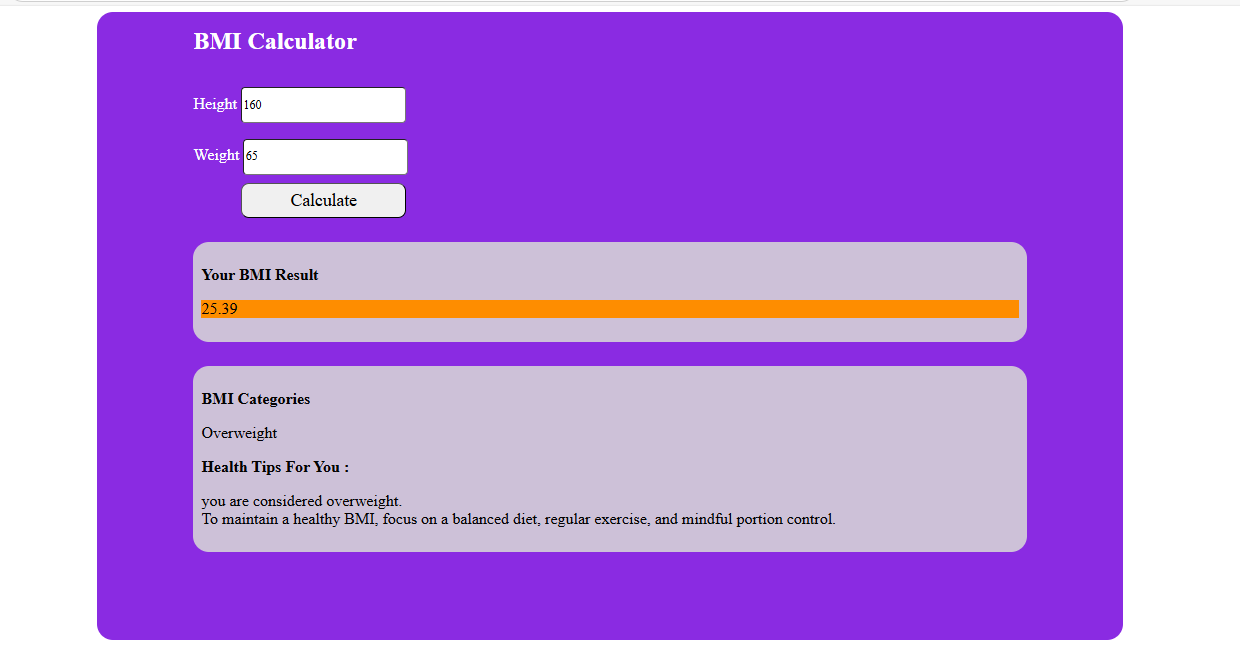 BMI Calculator
Height 160
Weight 65
Calculate
Your BMI Result
25.39
BMI Categories
Overweight
Health Tips For You :
you are considered overweight.
To maintain a healthy BMI, focus on a balanced diet, regular exercise, and mindful portion control.